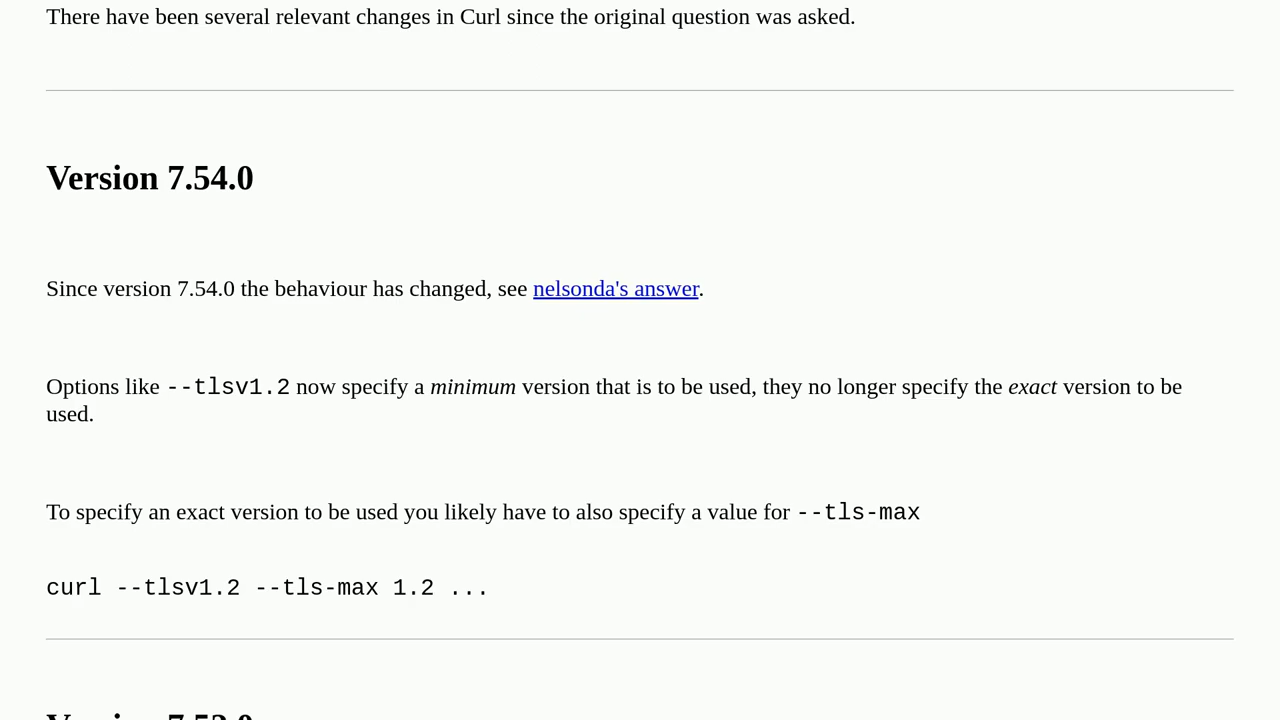 There have been several relevant changes in Curl since the original question was asked.
Version 7.54.0
Since version 7.54.0 the behaviour has changed, see nelsonda's answer.
Options like --tlsv1.2 now specify a minimum version that is to be used, they no longer specify the exact version to be
used.
To specify an exact version to be used you likely have to also specify a value for --tls-max
curl --tlsv1.2 --tls-max 1.2 ...
Version 7.52.0